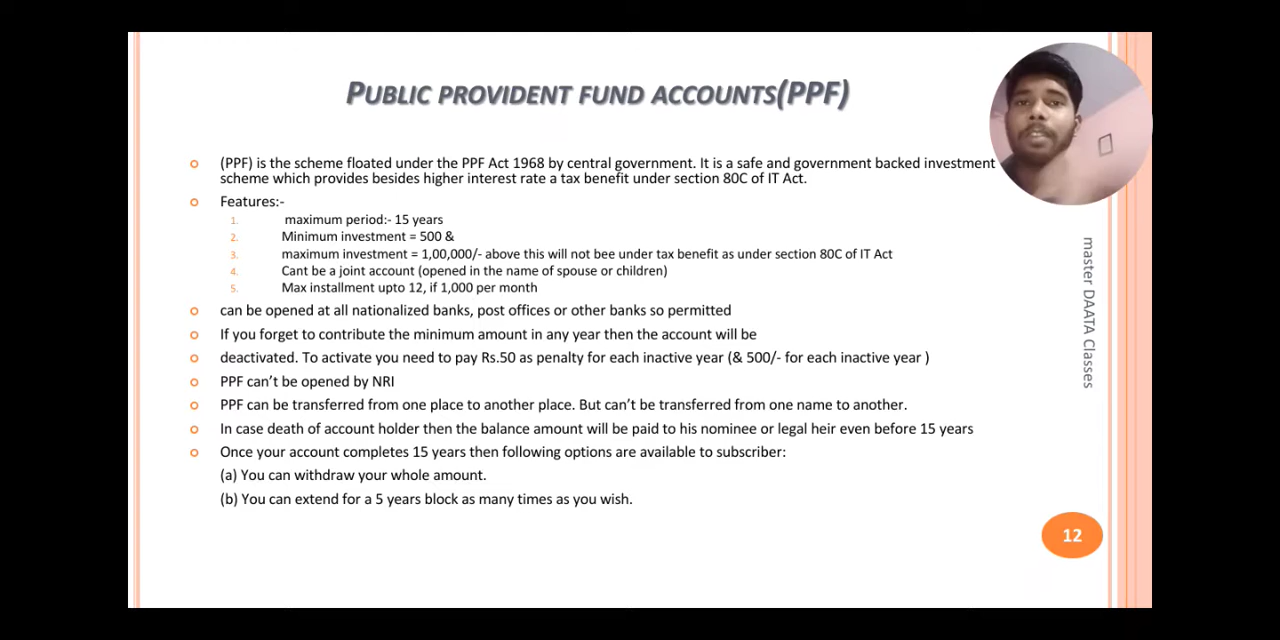 PUBLIC PROVIDENT FUND ACCOUNTS(PPF)
(PPF) is the scheme floated under the PPF Act 1968 by central government. It is a safe and government backed investment
scheme which provides besides higher interest rate a tax benefit under section 80C of IT Act.
Features:-
1. maximum period:- 15 years
2. Minimum investment = 500 &
3. maximum investment = 1,00,000/- above this will not bee under tax benefit as under section 80C of IT Act
4. Cant be a joint account (opened in the name of spouse or children)
5. Max installment upto 12, if 1,000 per month
can be opened at all nationalized banks, post offices or other banks so permitted
If you forget to contribute the minimum amount in any year then the account will be
deactivated. To activate you need to pay Rs.50 as penalty for each inactive year (& 500/- for each inactive year )
PPF can't be opened by NRI
PPF can be transferred from one place to another place. But can't be transferred from one name to another.
In case death of account holder then the balance amount will be paid to his nominee or legal heir even before 15 years
Once your account completes 15 years then following options are available to subscriber:
(a) You can withdraw your whole amount.
(b) You can extend for a 5 years block as many times as you wish.
master DAATA Classes
12